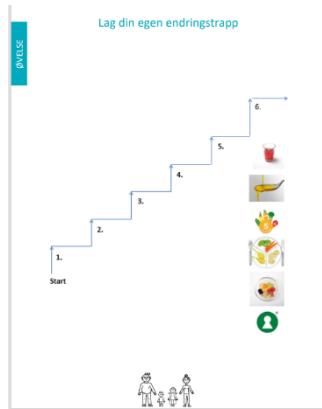 Lag din egen endringstrapp
ØVELSE
6.
5.
4.
3.
2.
1.
Start